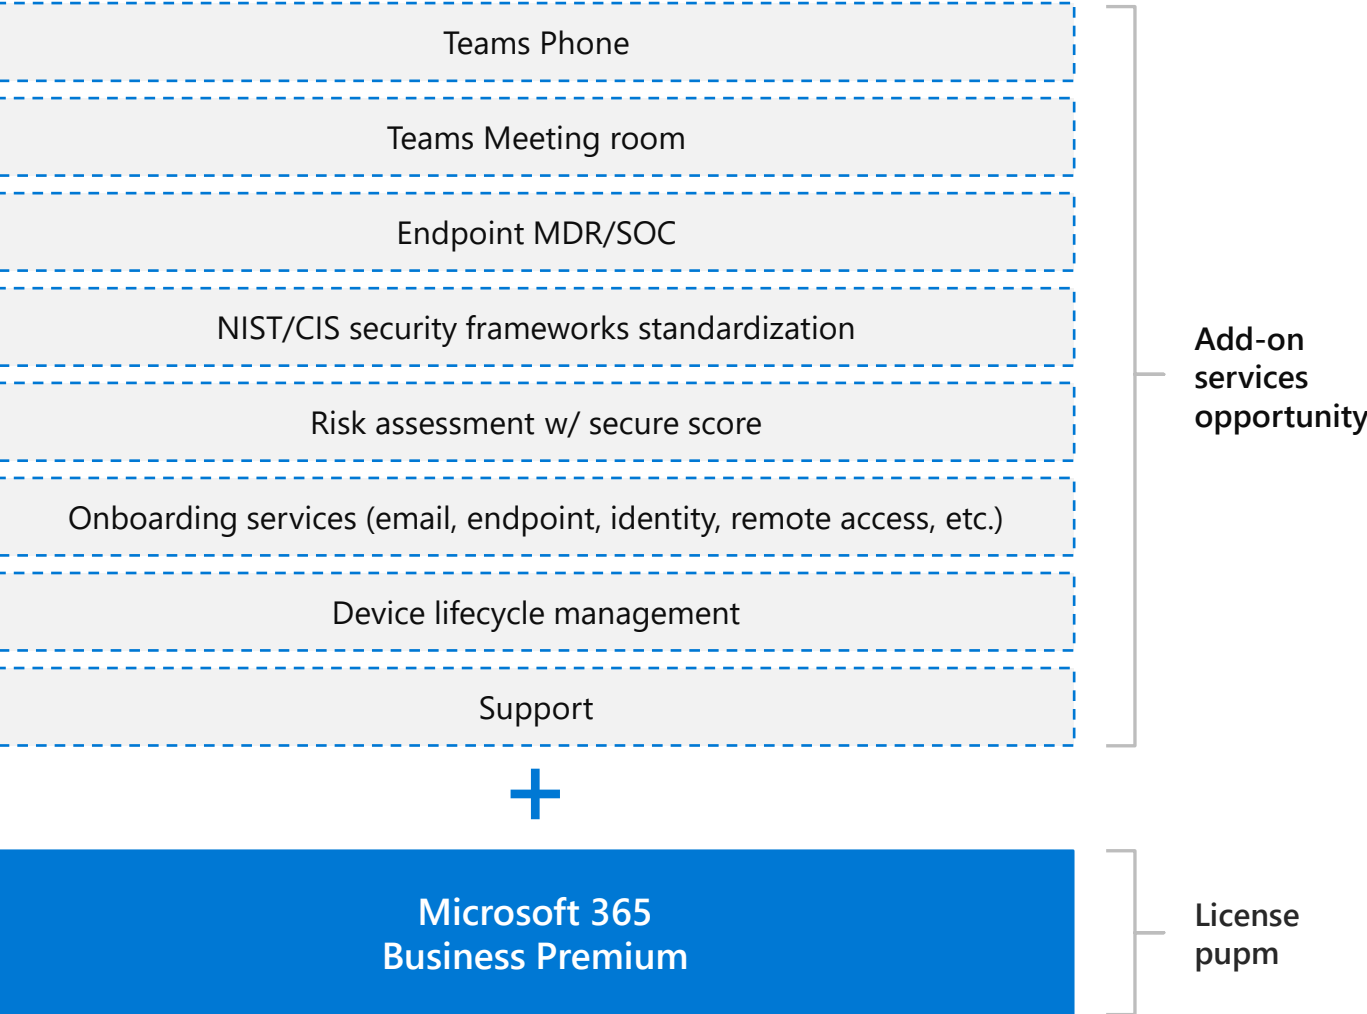 Teams Phone
Teams Meeting room
Endpoint MDR/SOC
NIST/CIS security frameworks standardization
Risk assessment w/ secure score
Onboarding services (email, endpoint, identity, remote access, etc.)
Device lifecycle management
Support
Add-on
services
opportunity
+
Microsoft 365
Business Premium
License
pupm